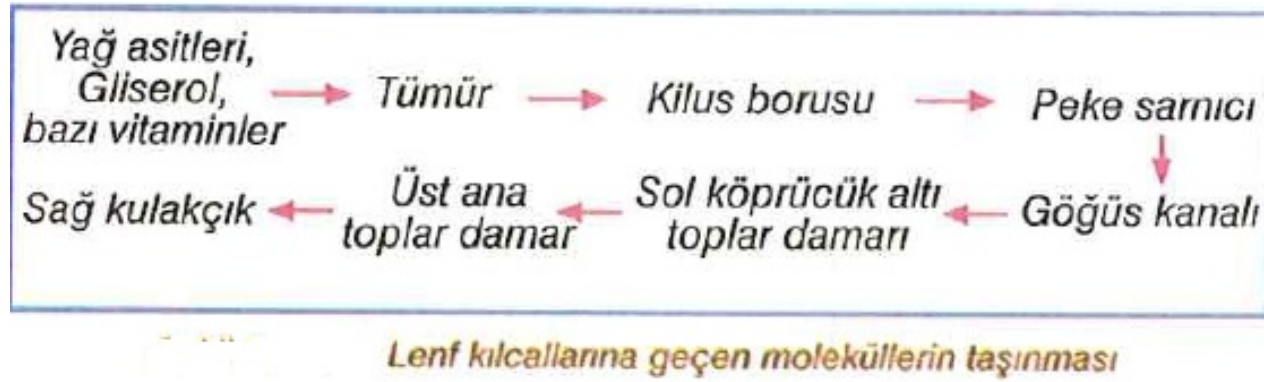 Yağ asitleri,
Gliserol,
bazı vitaminler
Tümür
Kilus borusu
Peke sarnıcı
Göğüs kanalı
Sol köprücük altı
toplar damarı
Üst ana
toplar damar
Sağ kulakçık
Lenf kılcallarına geçen moleküllerin taşınması